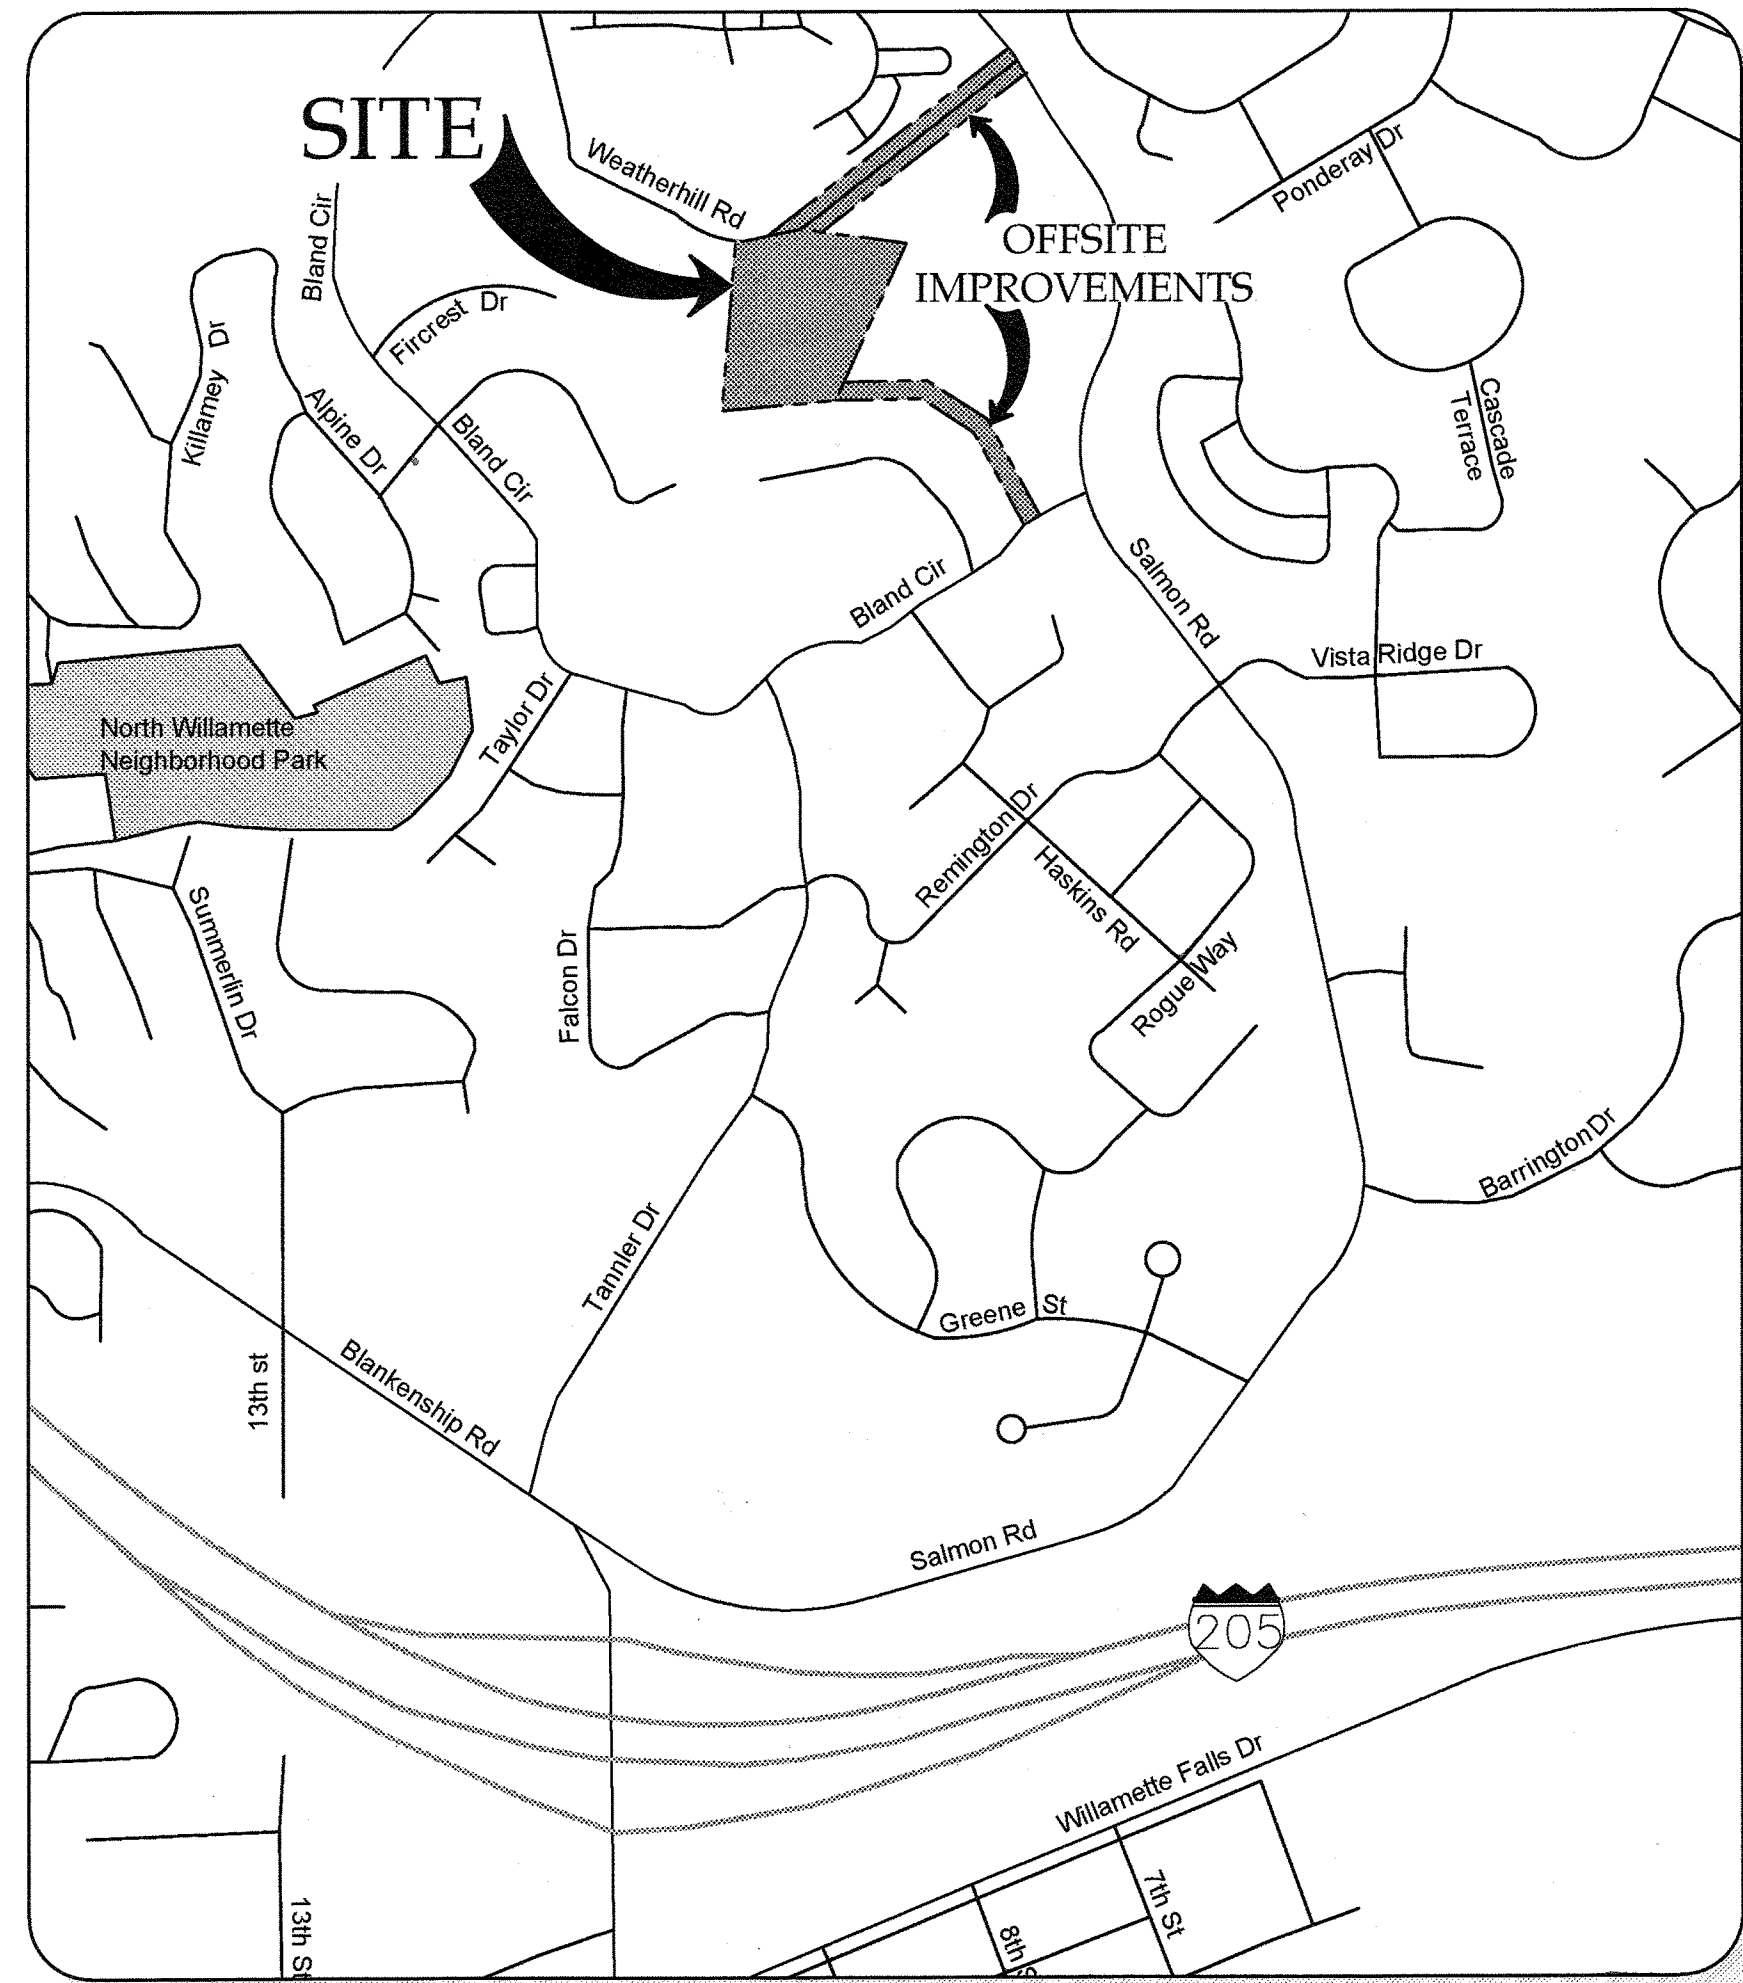 SITE
Weatherhill Rd
Ponderay Dr
Bland Cir
OFFSITE
IMPROVEMENTS
Fircrest Dr
Killarney Dr
Alpine Dr
Bland Cir
Cascade
Terrace
Bland Cir
Salmon Rd
Vista Ridge Dr
North Willamette
Neighborhood Park
Taylor Dr
Remington Dr
Haskins Rd
Summerlin Dr
Falcon Dr
Rogue Way
Barrington Dr
Tannler Dr
Greene St
13th st
Blankenship Rd
Salmon Rd
205
Willamette Falls Dr
7th St
8th S
13th St